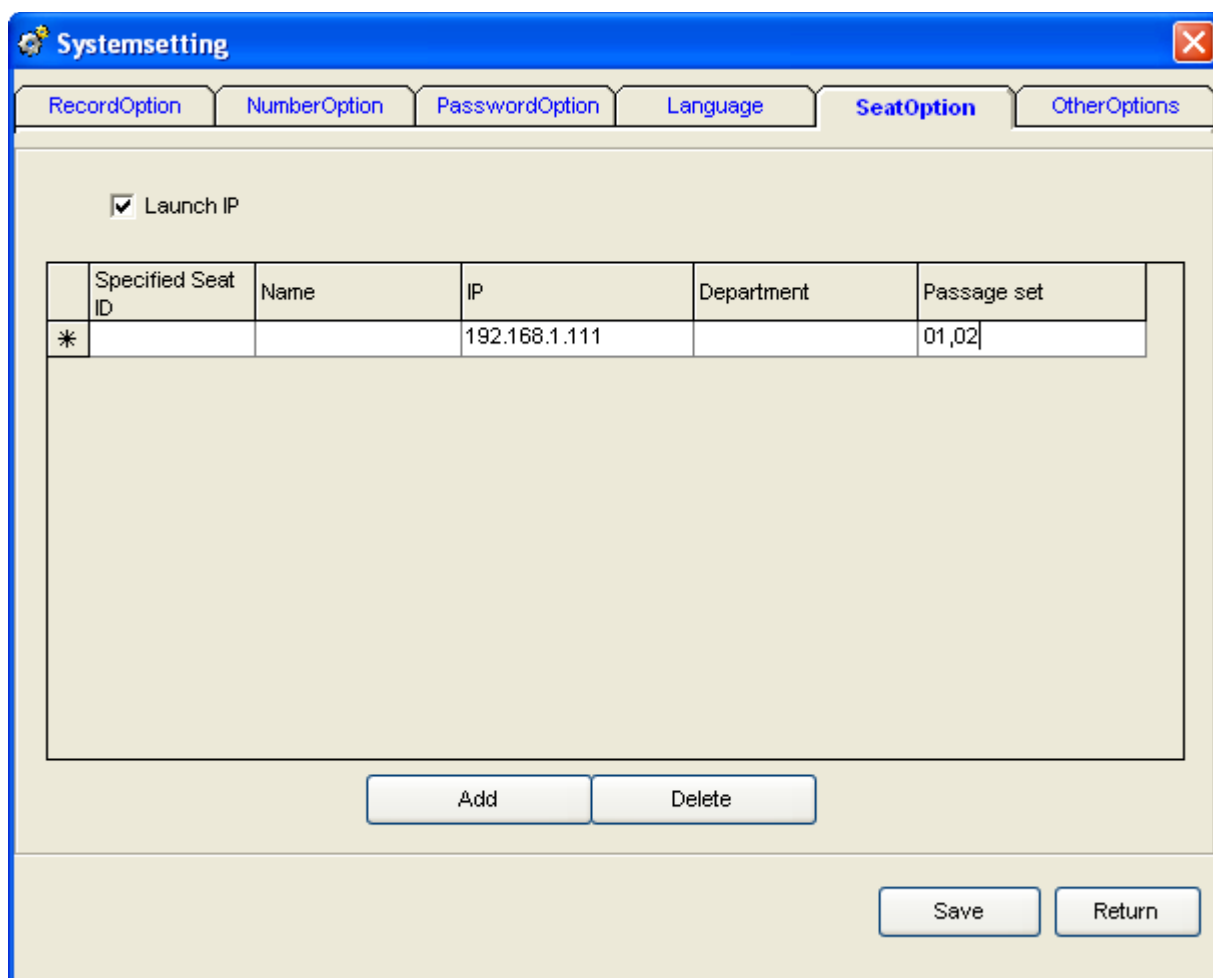 Systemsetting
RecordOption NumberOption PasswordOption Language SeatOption OtherOptions
Launch IP
Specified Seat ID Name IP Department Passage set
192.168.1.111 01,02
Add Delete
Save Return